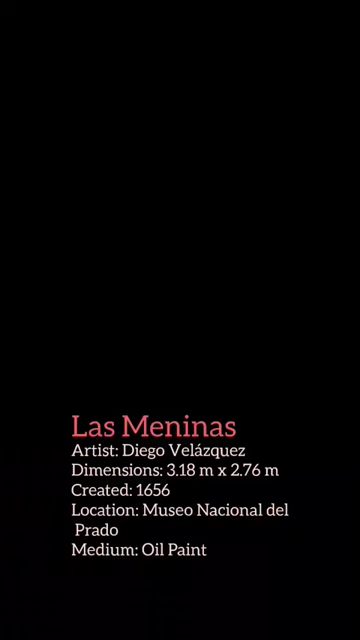 Las Meninas
Artist: Diego Velázquez
Dimensions: 3.18 m x 2.76 m
Created: 1656
Location: Museo Nacional del
Prado
Medium: Oil Paint